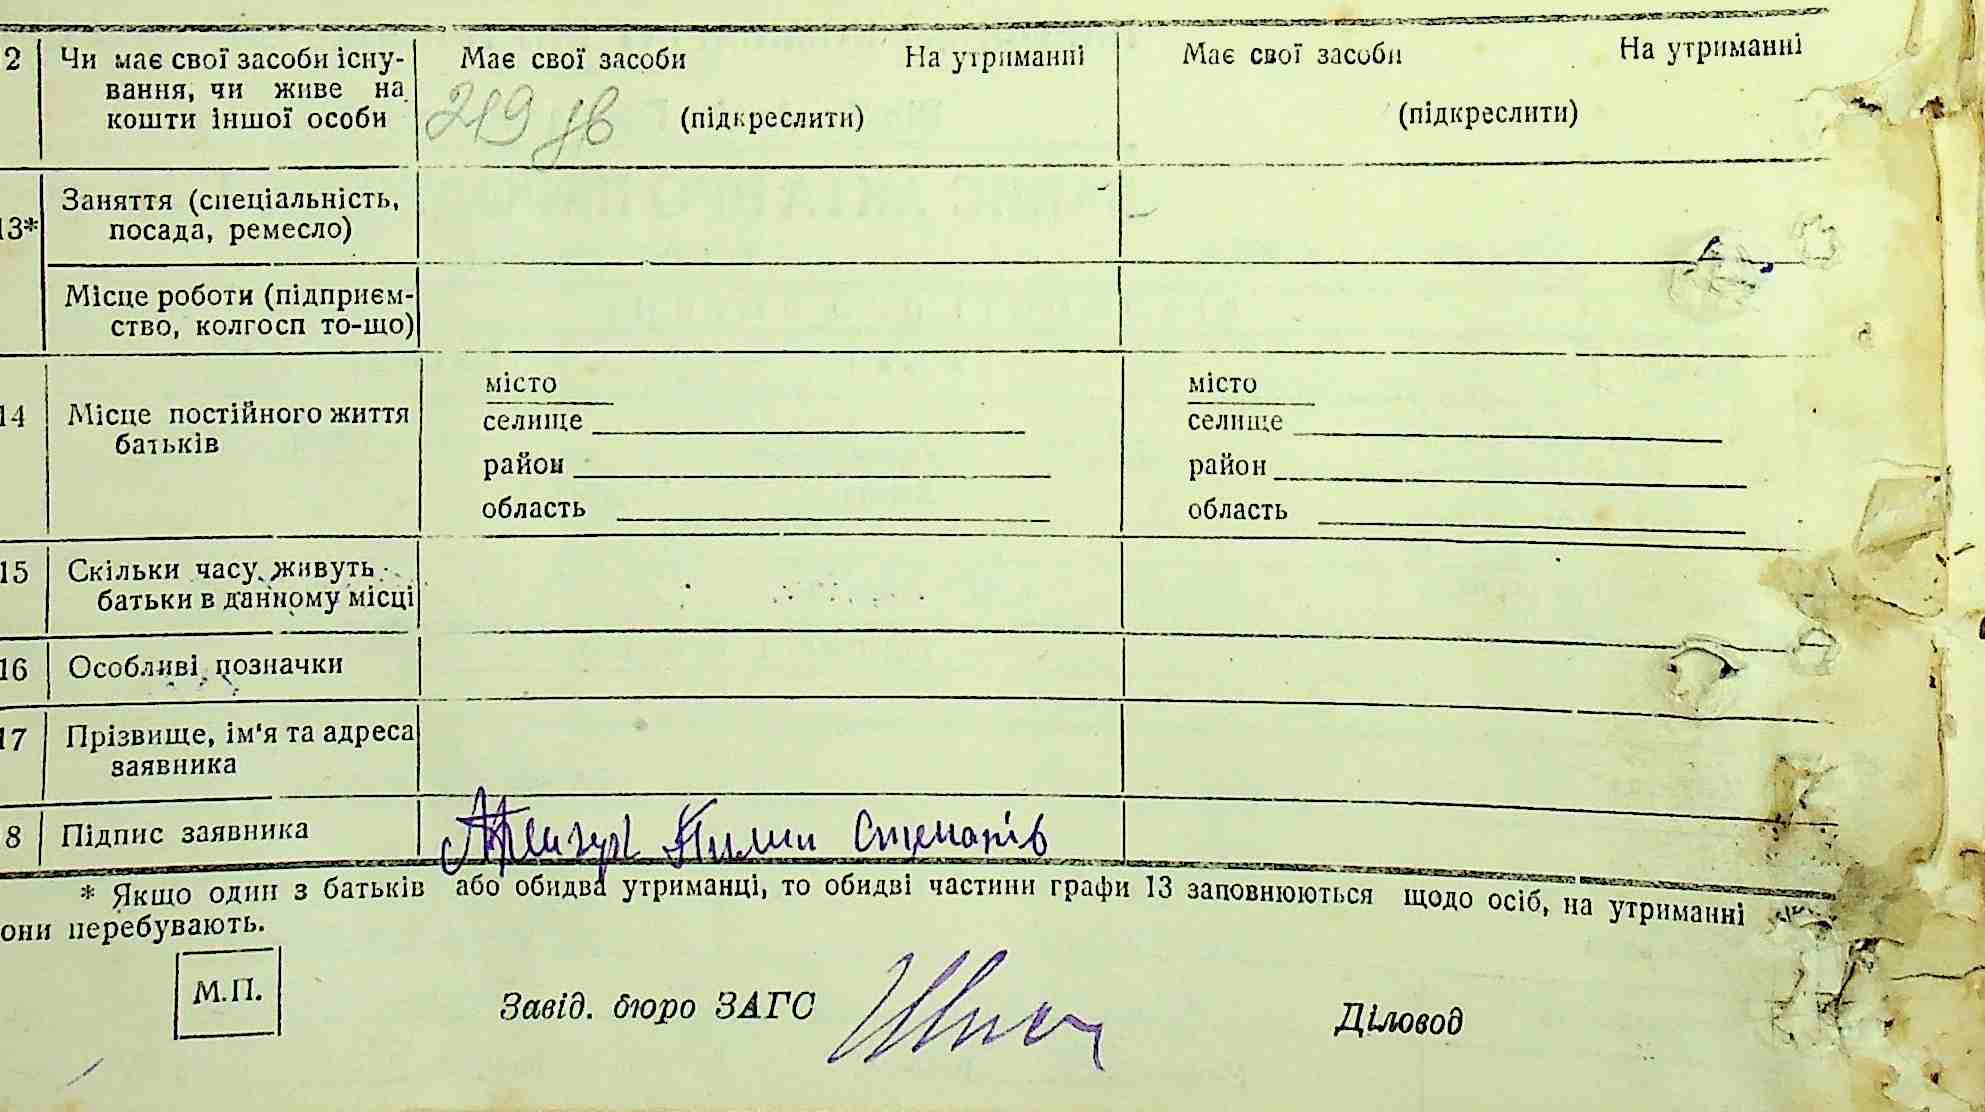 2 Чи має свої засоби існу- Має свої засоби На утриманні Має свої засоби На утриманні
вання, чи живе на
кошти іншої особи 219 (підкреслити) (підкреслити)
13* Заняття (спеціальність,
посада, ремесло)
Місце роботи (підприєм-
ство, колгосп то-що)
місто місто
14 Місце постійного життя селище селище
батьків
район район
область область
15 Скільки часу живуть
батьки в данному місці
16 Особливі позначки
17 Прізвище, ім'я та адреса
заявника
8 Підпис заявника
* Якщо один з батьків або обидва утриманці, то обидві частини графи 13 заповнюються щодо осіб, на утриманні
они перебувають.
М.П.
Завід. бюро ЗАГС Діловод